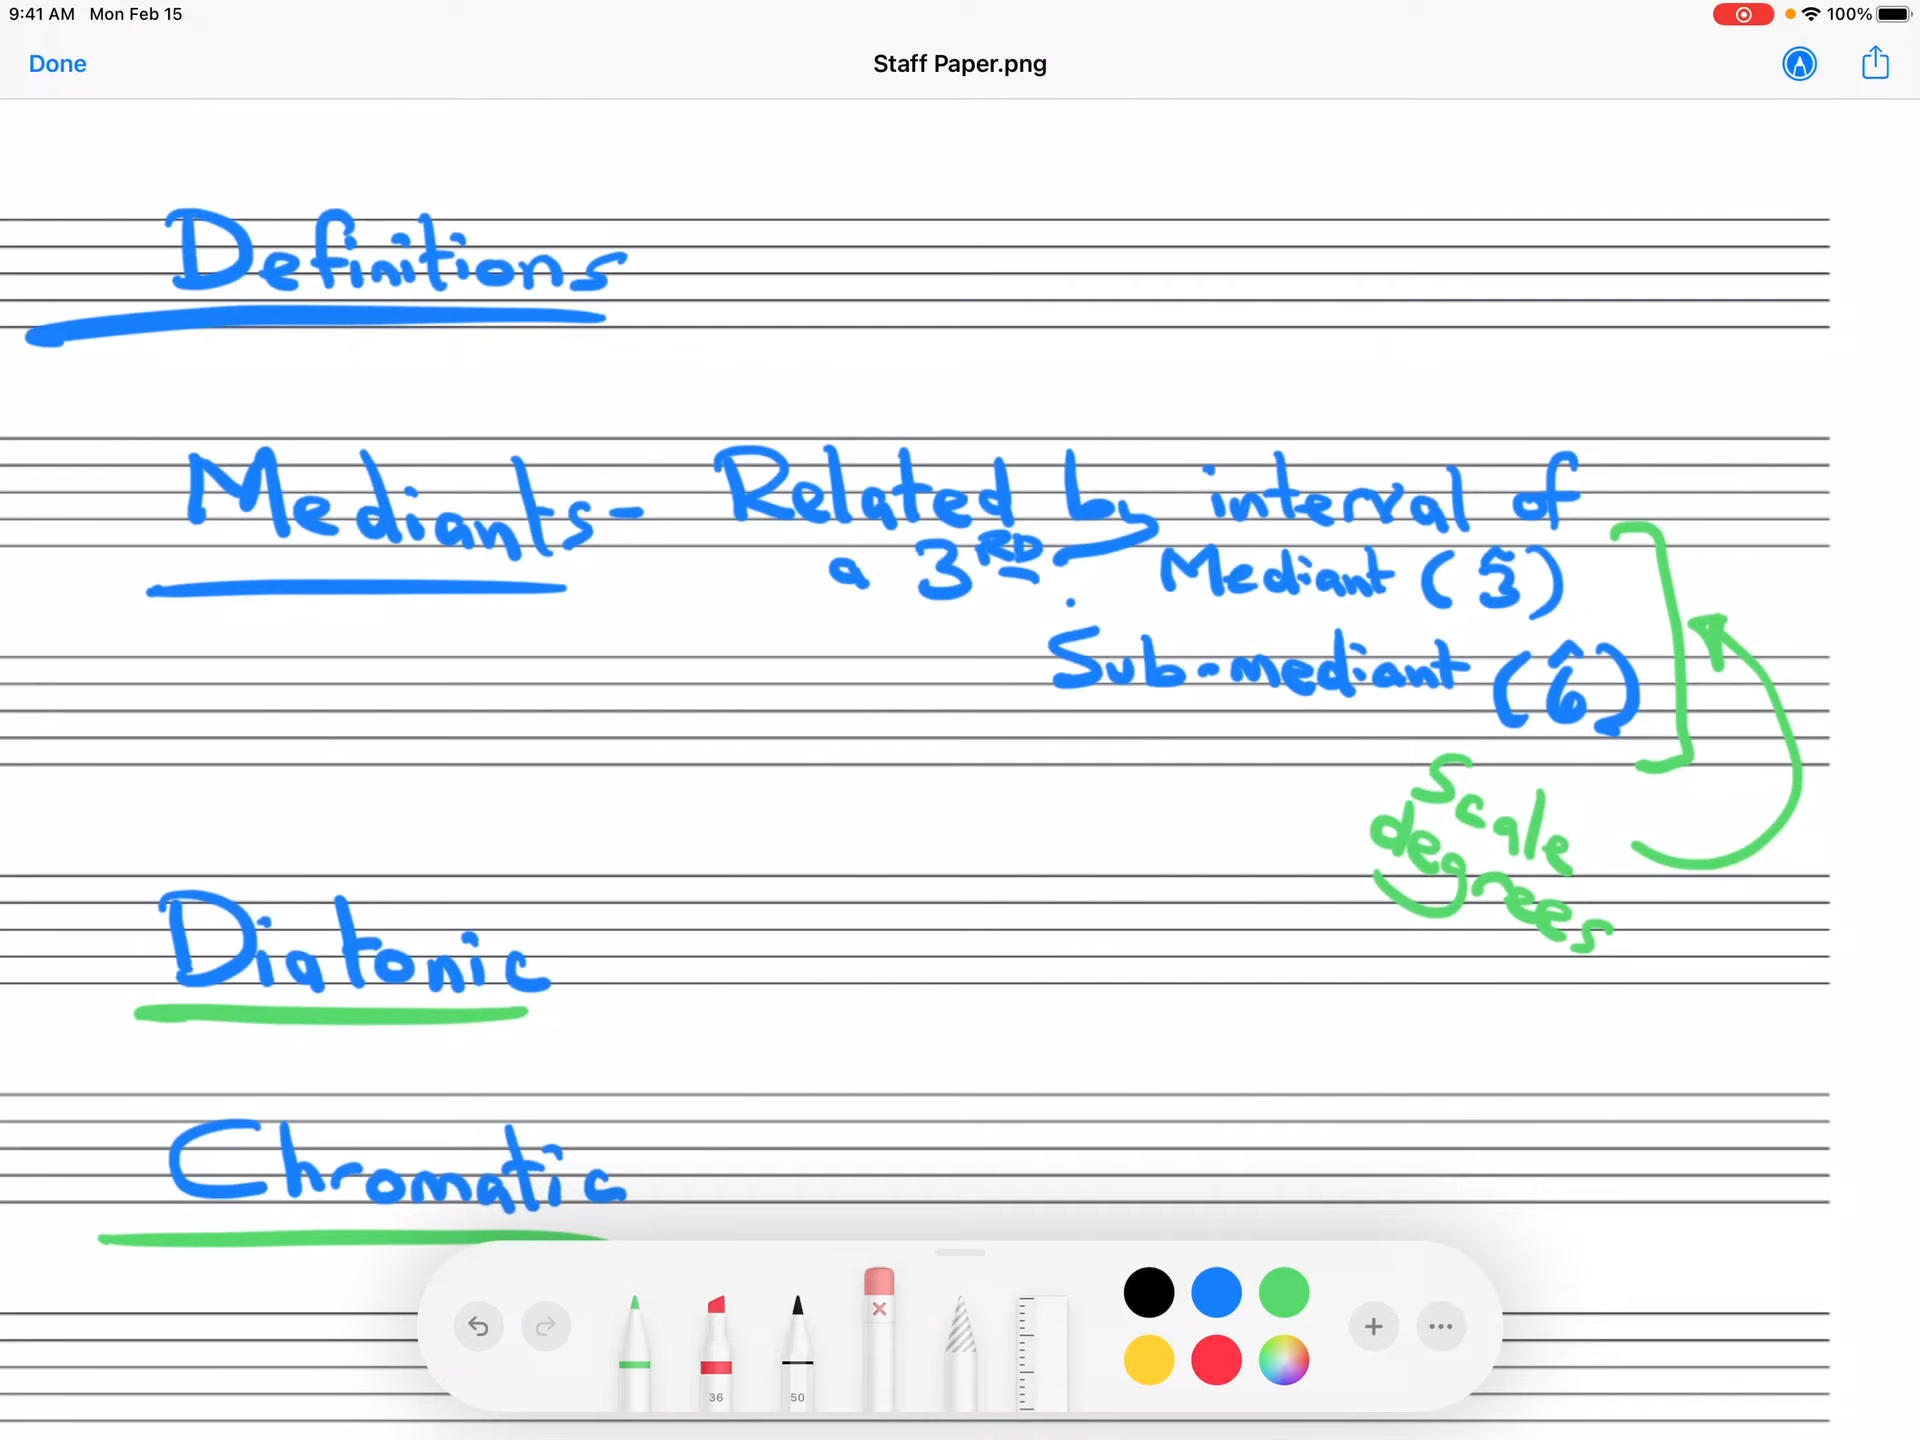 9:41 AM Mon Feb 15
100%
Done
Staff Paper.png
Definitions
Mediants - Related by interval of
a 3RD Mediant (3̂)
Sub-mediant (6̂)
Scale
degrees
Diatonic
Chromatic
36
50